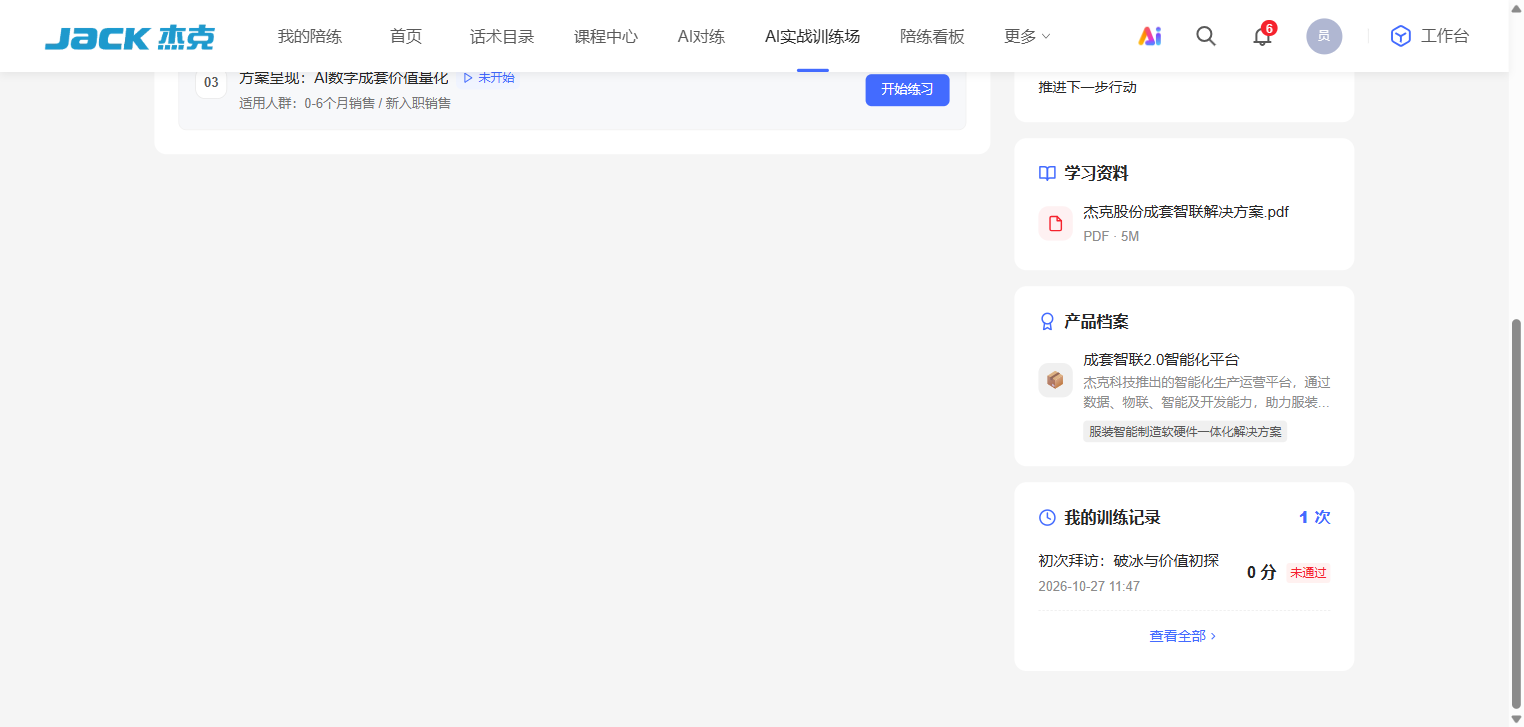 JACK 杰克
我的陪练
首页
话术目录
课程中心
AI对练
AI实战训练场
陪练看板
更多
Ai
6
员
工作台
03
方案呈现：AI数字成套价值量化
未开始
适用人群：0-6个月销售 / 新入职销售
开始练习
推进下一步行动
学习资料
杰克股份成套智联解决方案.pdf
PDF · 5M
产品档案
成套智联2.0智能化平台
杰克科技推出的智能化生产运营平台，通过
数据、物联、智能及开发能力，助力服装...
服装智能制造软硬件一体化解决方案
我的训练记录
1 次
初次拜访：破冰与价值初探
2026-10-27 11:47
0 分
未通过
查看全部